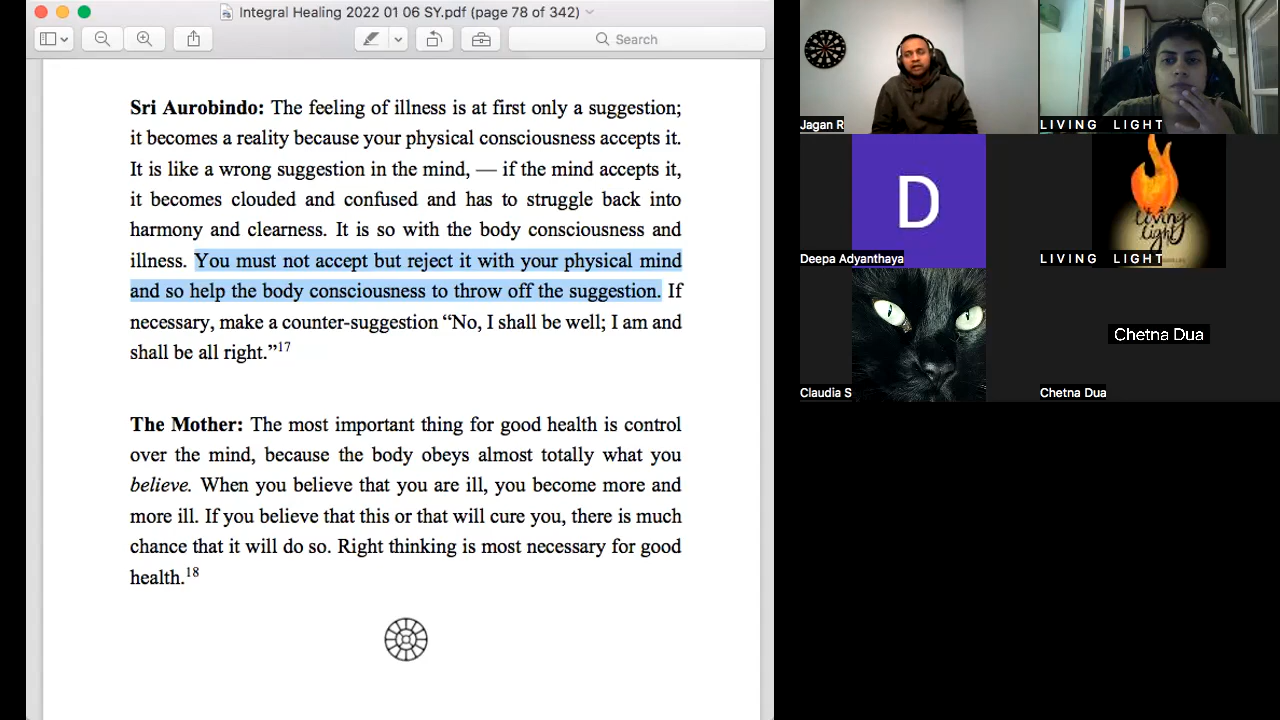 Integral Healing 2022 01 06 SY.pdf (page 78 of 342)
Search
Sri Aurobindo: The feeling of illness is at first only a suggestion;
it becomes a reality because your physical consciousness accepts it.
It is like a wrong suggestion in the mind, — if the mind accepts it,
it becomes clouded and confused and has to struggle back into
harmony and clearness. It is so with the body consciousness and
illness. You must not accept but reject it with your physical mind
and so help the body consciousness to throw off the suggestion. If
necessary, make a counter-suggestion “No, I shall be well; I am and
shall be all right.”17
The Mother: The most important thing for good health is control
over the mind, because the body obeys almost totally what you
believe. When you believe that you are ill, you become more and
more ill. If you believe that this or that will cure you, there is much
chance that it will do so. Right thinking is most necessary for good
health.18
Jagan R
LIVING LIGHT
D
Deepa Adyanthaya
living
light
LIVING LIGHT
Claudia S
Chetna Dua
Chetna Dua